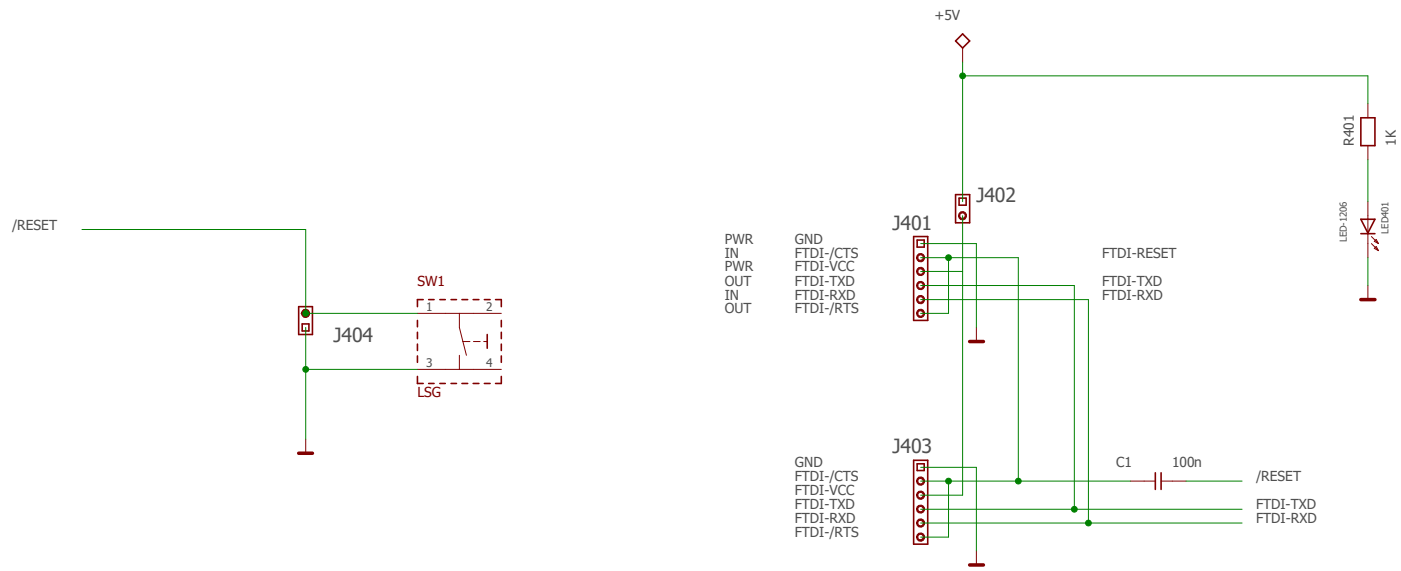 +5V
R401
1K
J402
LED-1206
LED401
/RESET
J401
PWR GND
IN FTDI-/CTS FTDI-RESET
PWR FTDI-VCC
OUT FTDI-TXD FTDI-TXD
IN FTDI-RXD FTDI-RXD
OUT FTDI-/RTS
SW1
1 2
J404
3 4
LSG
J403
GND C1 100n
FTDI-/CTS /RESET
FTDI-VCC
FTDI-TXD FTDI-TXD
FTDI-RXD FTDI-RXD
FTDI-/RTS